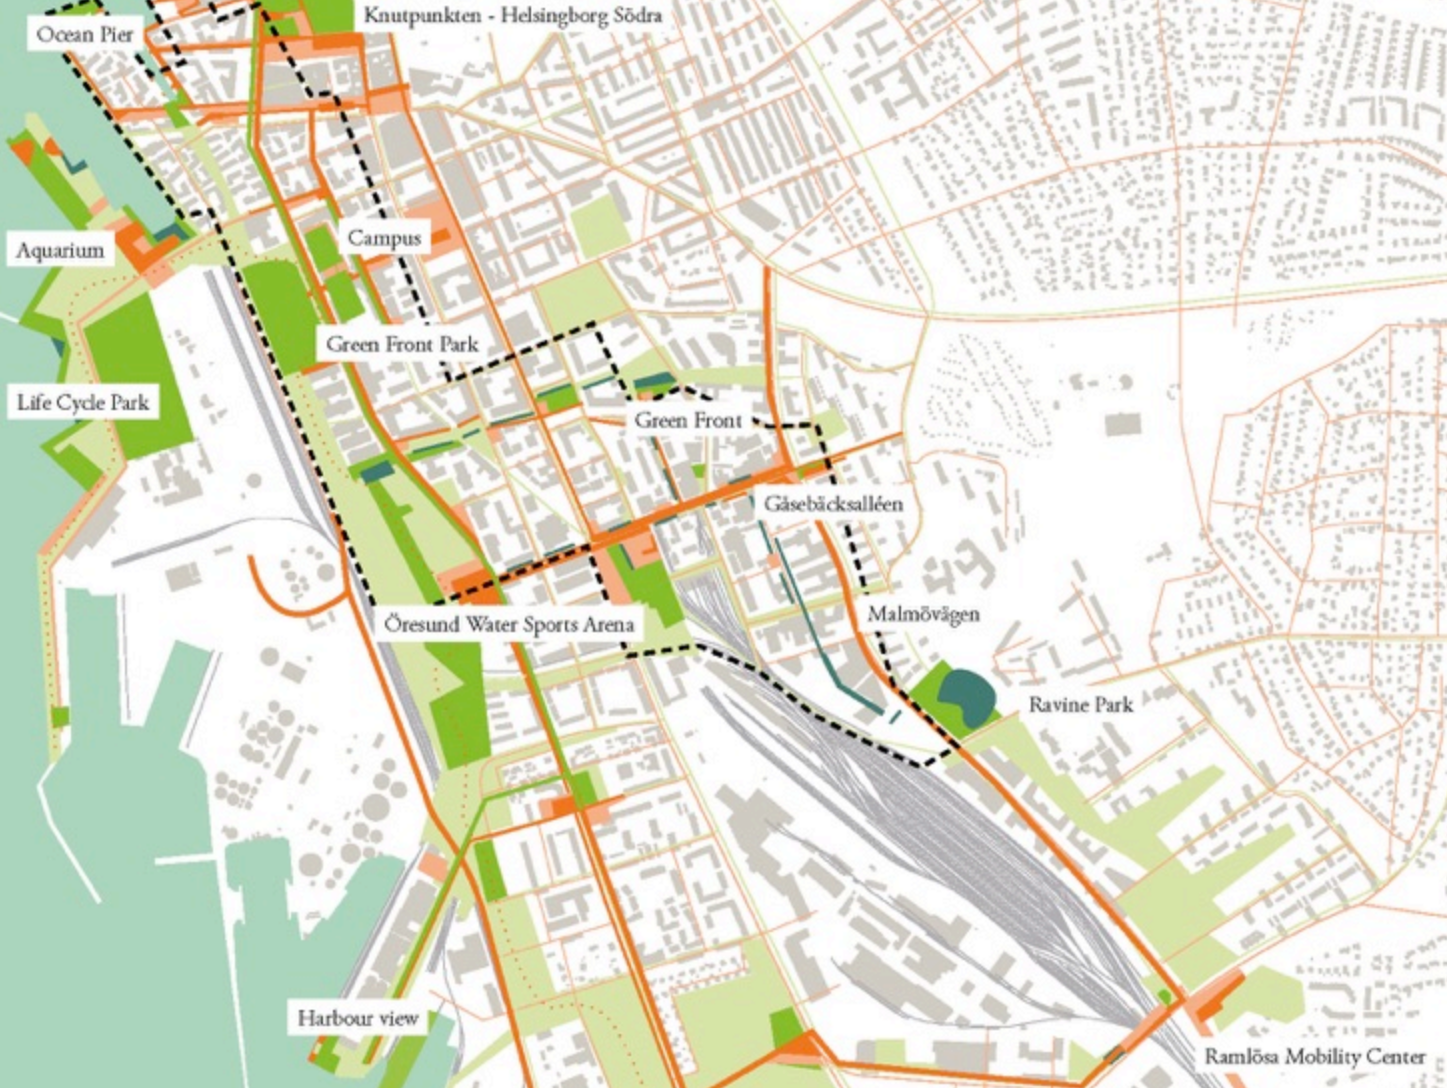 Knutpunkten - Helsingborg Södra
Ocean Pier
Campus
Aquarium
Green Front Park
Life Cycle Park
Green Front
Gåsebäcksalléen
Malmövägen
Öresund Water Sports Arena
Ravine Park
Harbour view
Ramlösa Mobility Center